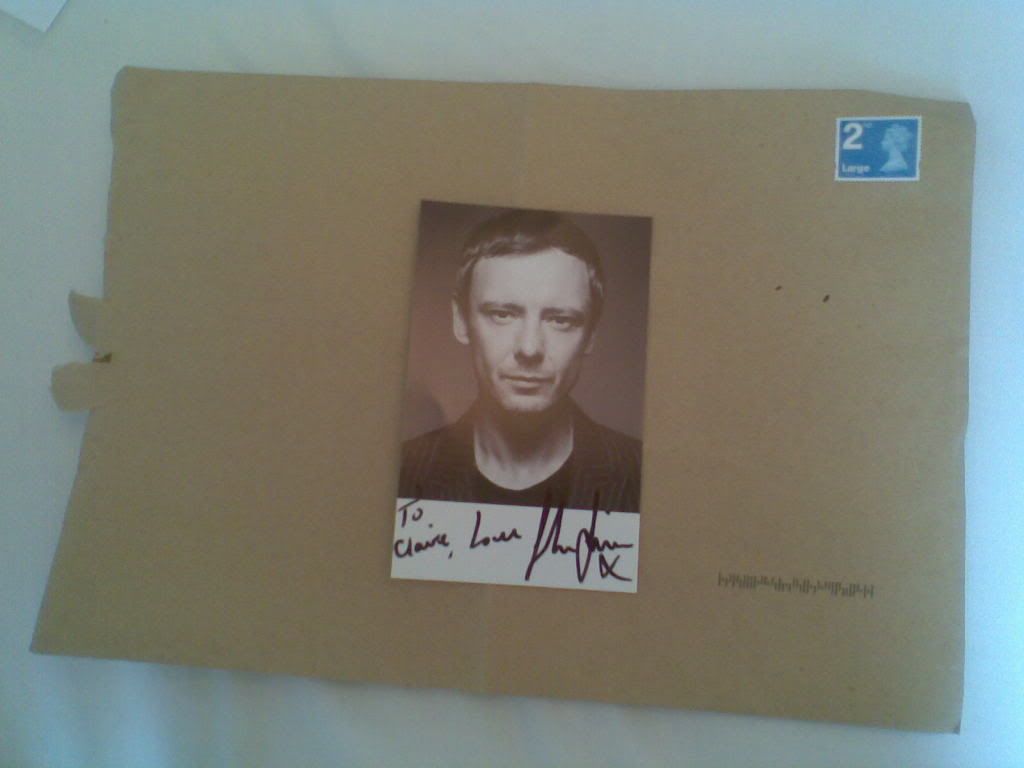 2ND
Large
To
Claire, Love
X